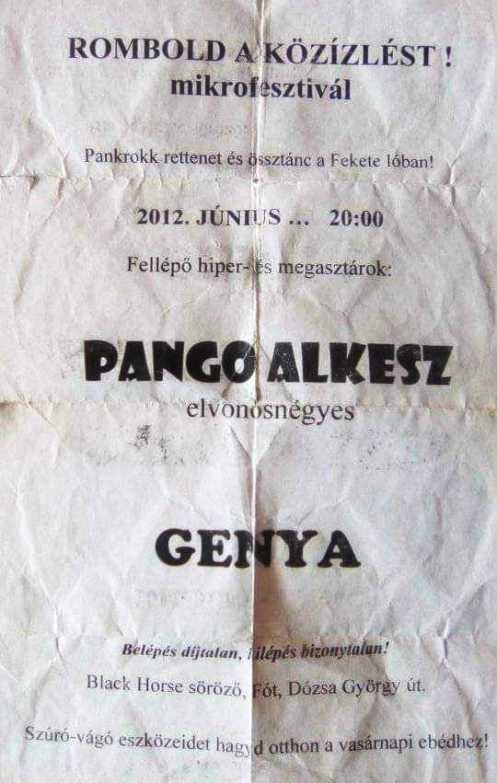 ROMBOLD A KÖZÍZLÉST !
mikrofesztivál
Pankrokk rettenet és össztánc a Fekete lóban!
2012. JÚNIUS ... 20:00
Fellépő hiper- és megasztárok:
PANGO ALKESZ
elvonósnégyes
GENYA
Belépés díjtalan, kilépés bizonytalan!
Black Horse söröző, Fót, Dózsa György út.
Szúró-vágó eszközeidet hagyd otthon a vasárnapi ebédhez!